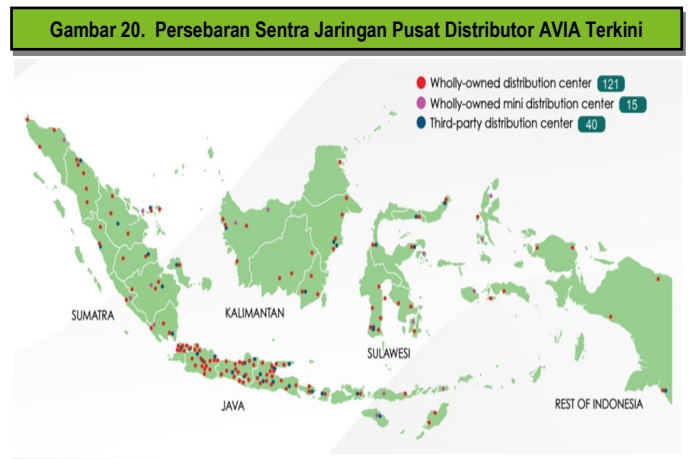 Gambar 20. Persebaran Sentra Jaringan Pusat Distributor AVIA Terkini
Wholly-owned distribution center 121
Wholly-owned mini distribution center 15
Third-party distribution center 40
SUMATRA
KALIMANTAN
SULAWESI
JAVA
REST OF INDONESIA